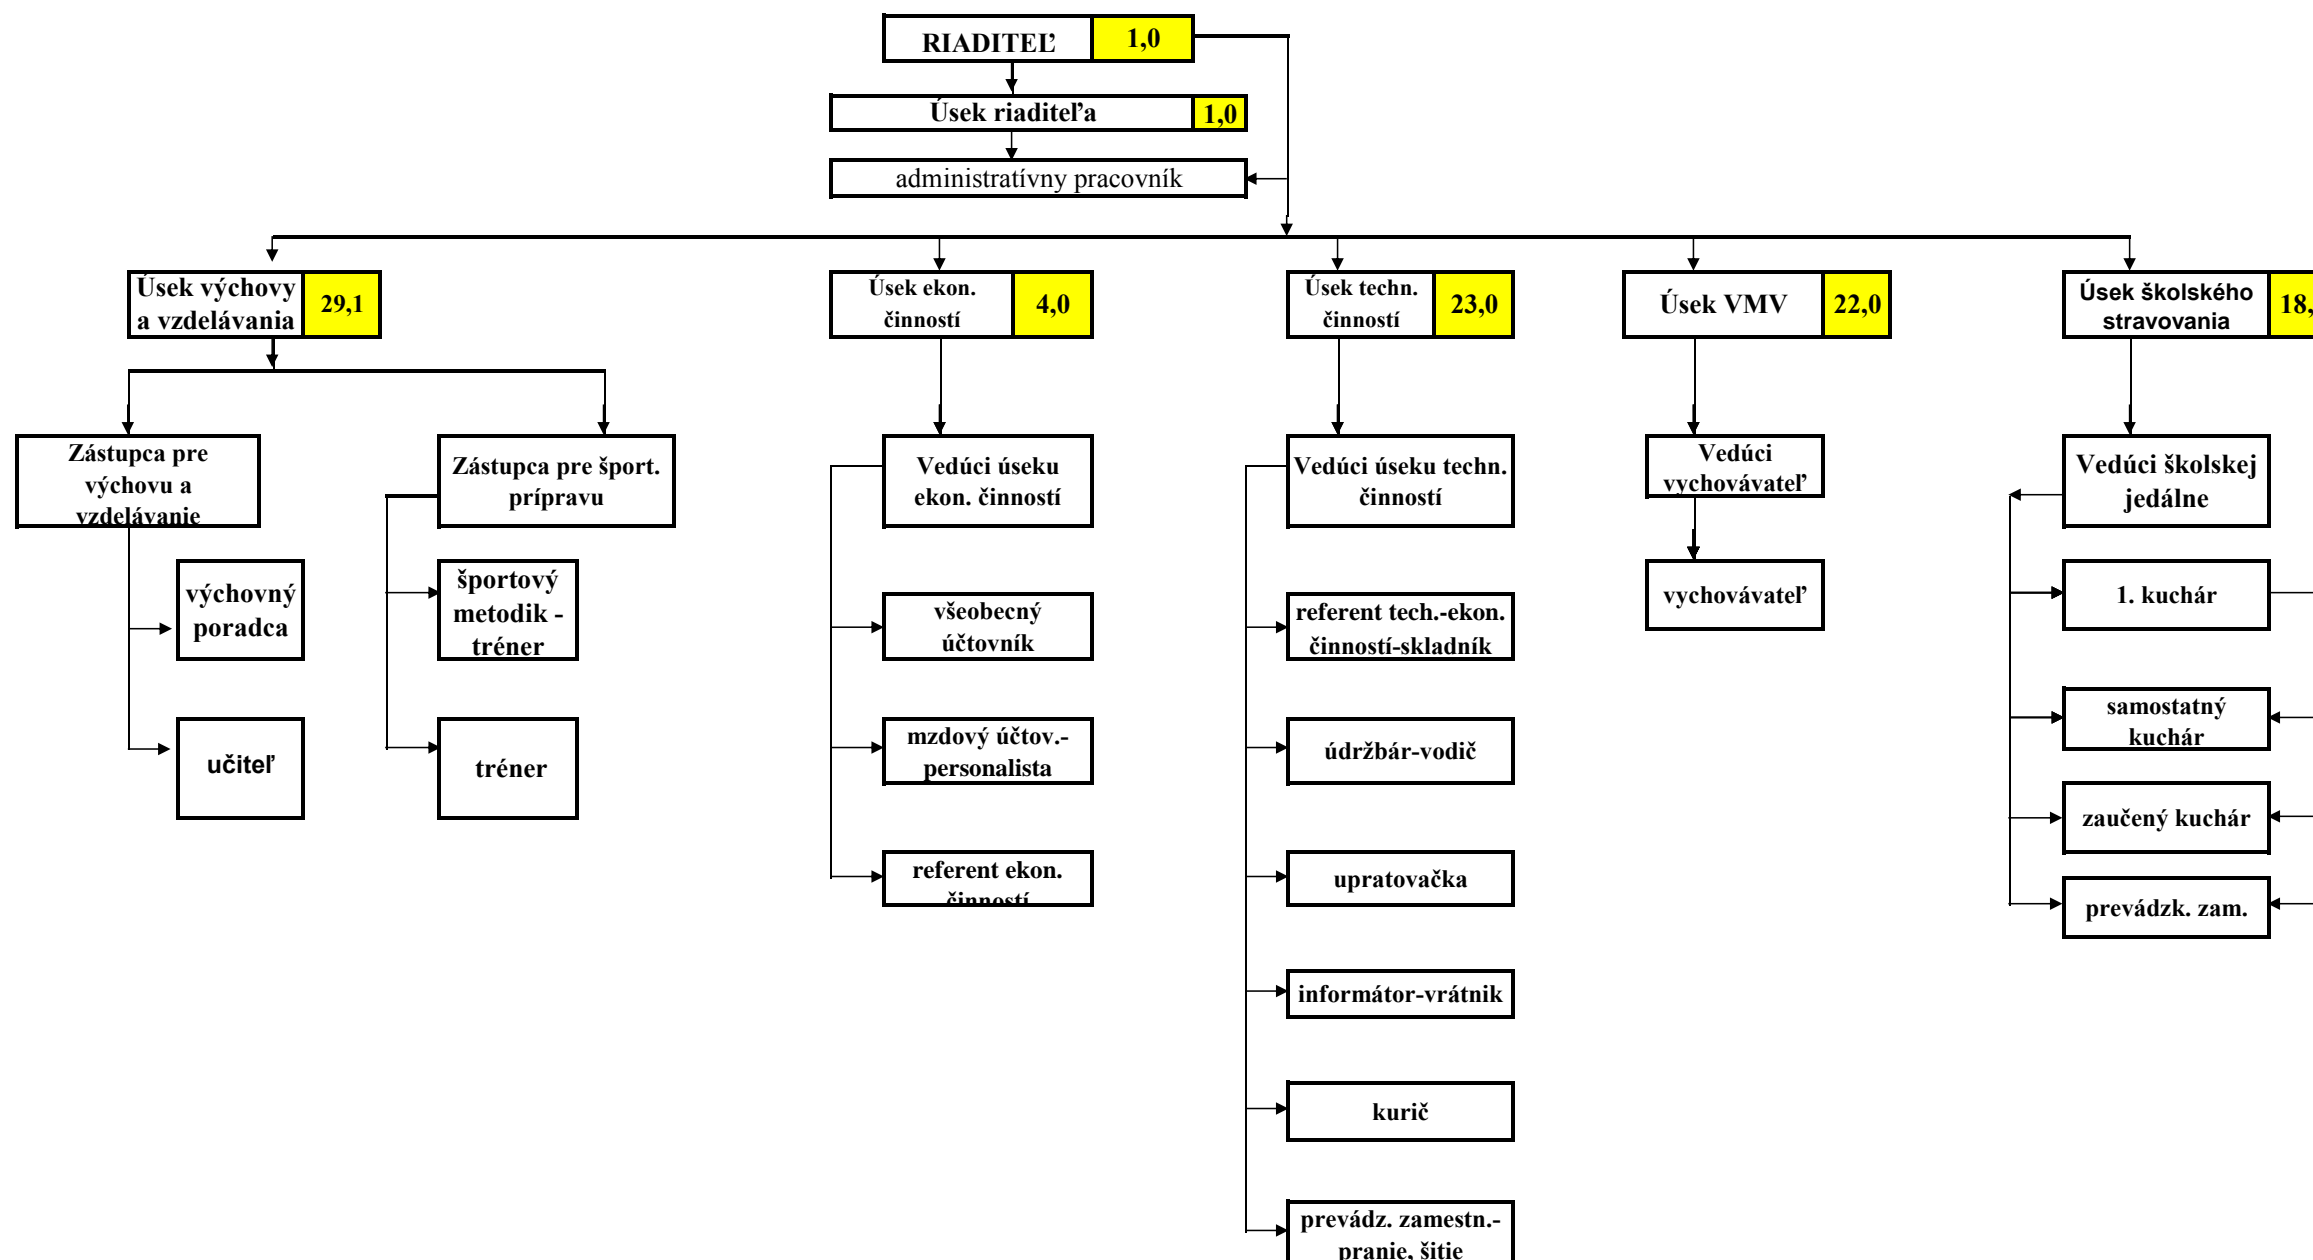 RIADITEĽ 1,0
Úsek riaditeľa 1,0
administratívny pracovník
Úsek výchovy
a vzdelávania
29,1
Úsek ekon.
činností
4,0
Úsek techn.
činností
23,0
Úsek VMV 22,0
Úsek školského
stravovania
18,
Zástupca pre
výchovu a
vzdelávanie
Zástupca pre šport.
prípravu
Vedúci úseku
ekon. činností
Vedúci úseku techn.
činností
Vedúci
vychovávateľ
Vedúci školskej
jedálne
výchovný
poradca
športový
metodik -
tréner
všeobecný
účtovník
referent tech.-ekon.
činností-skladník
vychovávateľ
1. kuchár
učiteľ
tréner
mzdový účtov.-
personalista
údržbár-vodič
samostatný
kuchár
zaučený kuchár
referent ekon.
činností
upratovačka
prevádzk. zam.
informátor-vrátnik
kurič
prevádz. zamestn.-
pranie, šitie